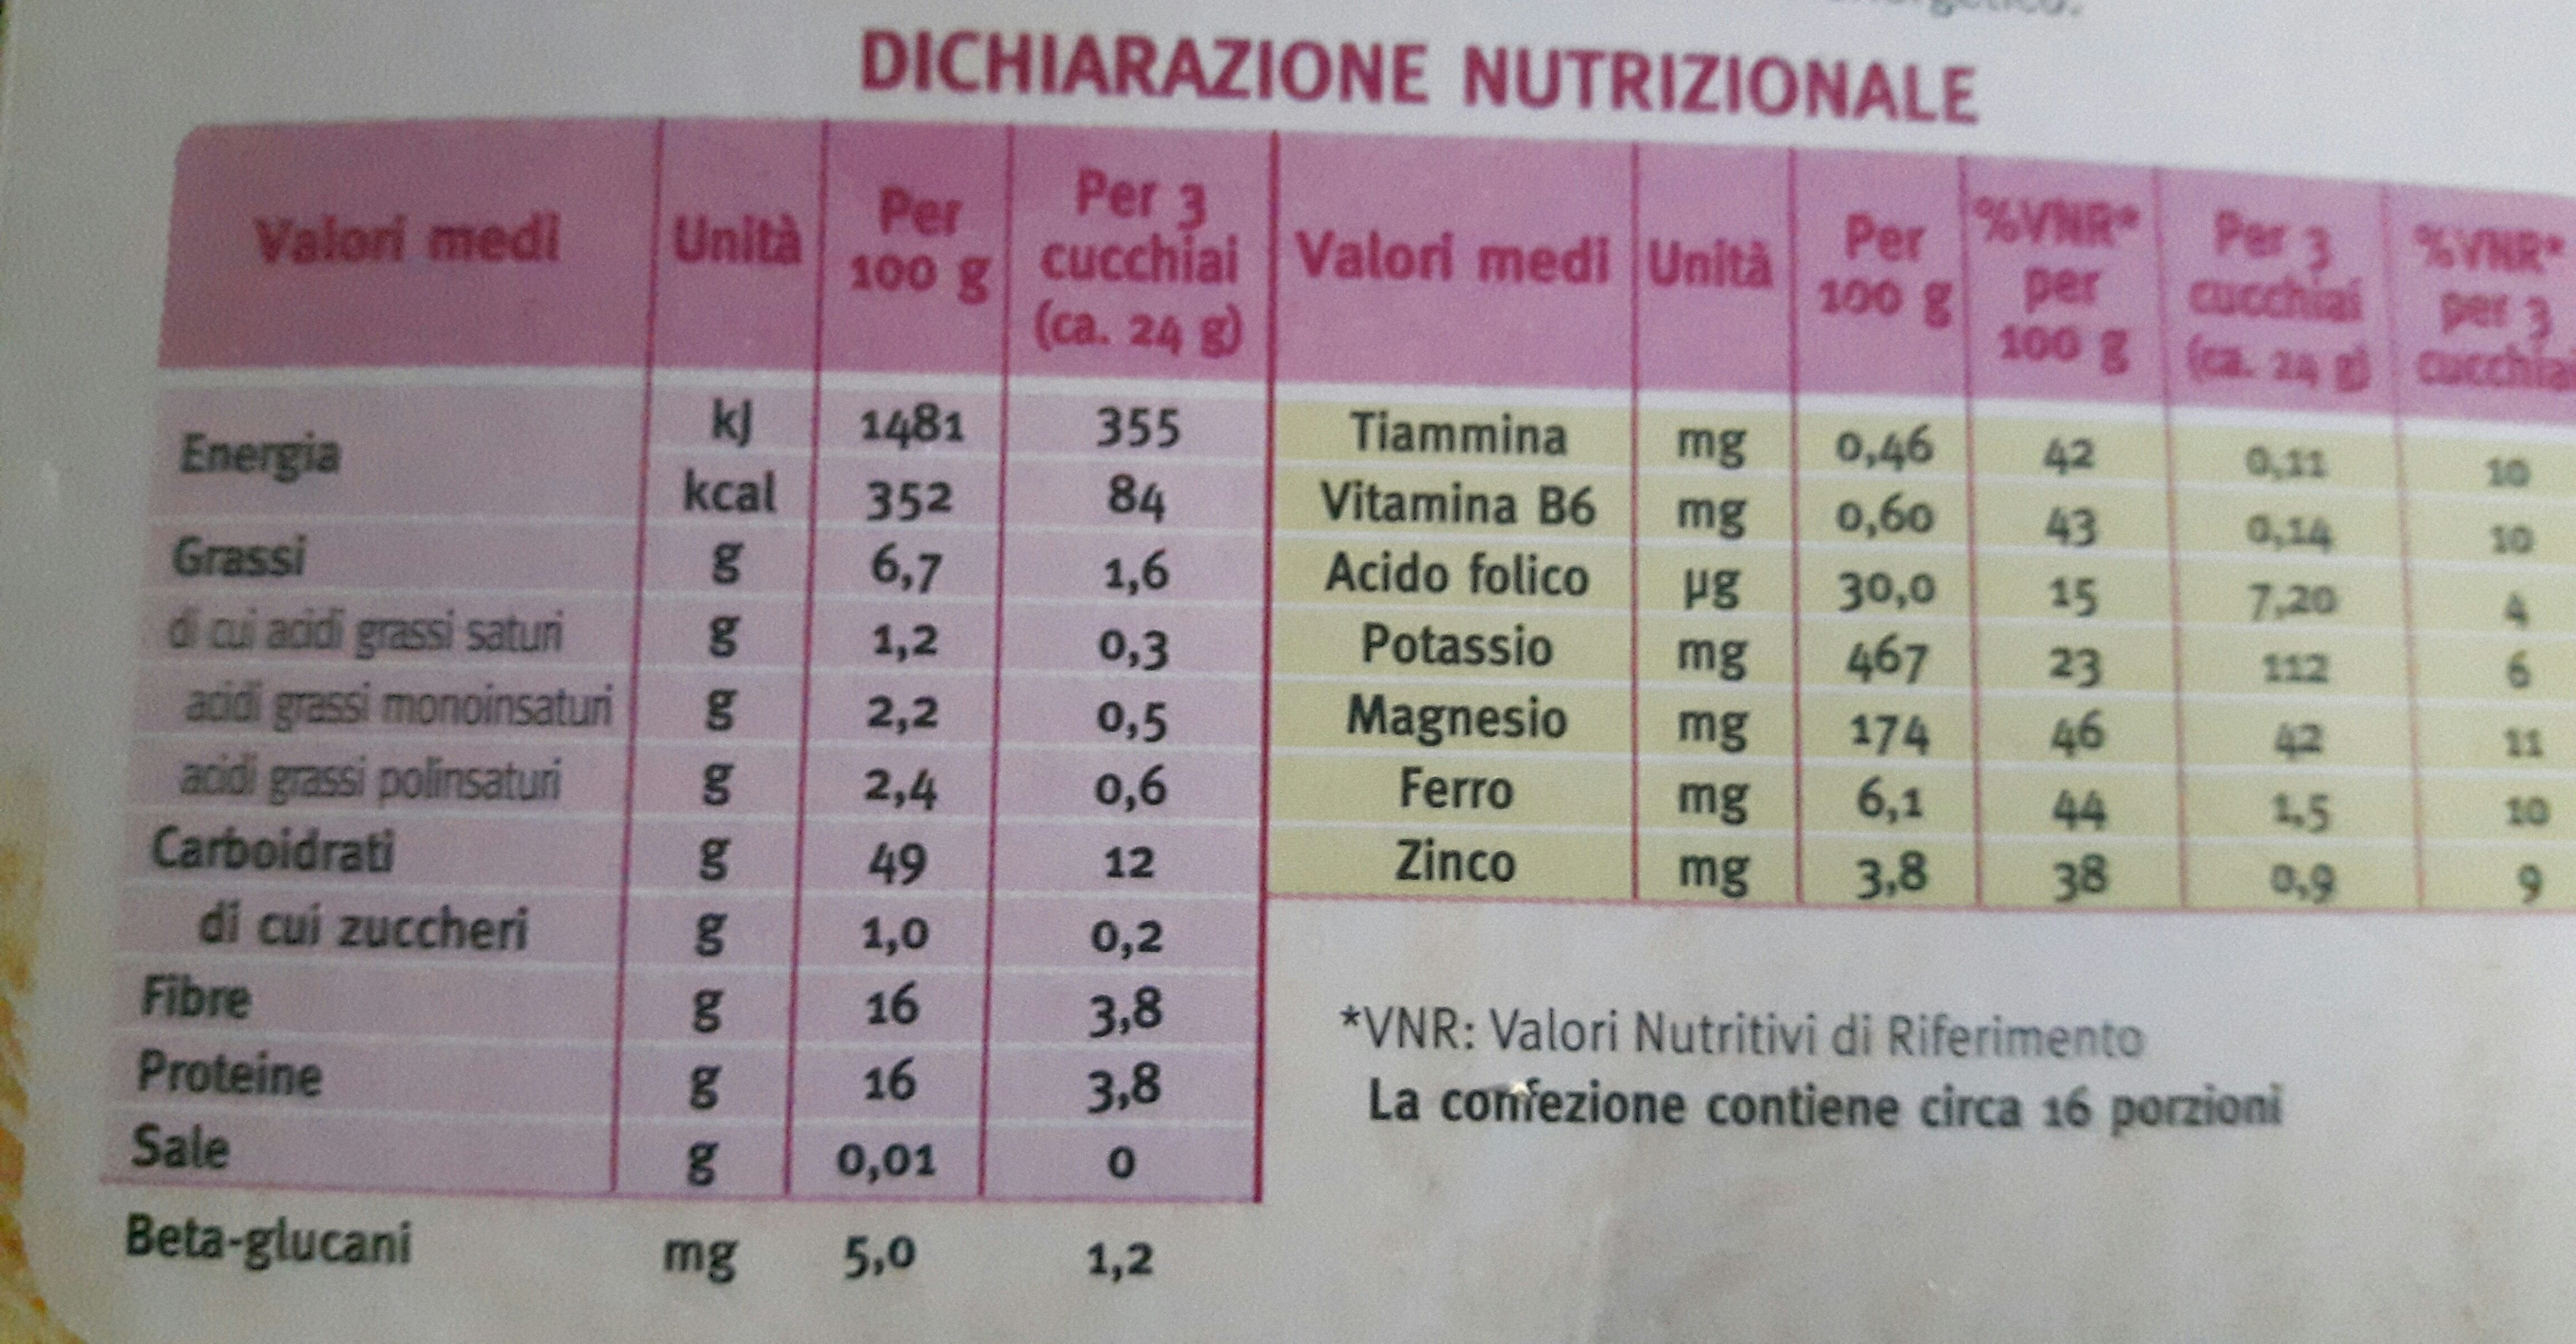 DICHIARAZIONE NUTRIZIONALE
Valori medi Unità Per 100 g Per 3 cucchiai (ca. 24 g)
Energia kJ 1481 355
kcal 352 84
Grassi g 6,7 1,6
di cui acidi grassi saturi g 1,2 0,3
acidi grassi monoinsaturi g 2,2 0,5
acidi grassi polinsaturi g 2,4 0,6
Carboidrati g 49 12
di cui zuccheri g 1,0 0,2
Fibre g 16 3,8
Proteine g 16 3,8
Sale g 0,01 0
Beta-glucani mg 5,0 1,2
Valori medi Unità Per 100 g %VNR* per 100 g Per 3 cucchiai (ca. 24 g) %VNR* per 3 cucchiai
Tiammina mg 0,46 42 0,11 10
Vitamina B6 mg 0,60 43 0,14 10
Acido folico µg 30,0 15 7,20 4
Potassio mg 467 23 112 6
Magnesio mg 174 46 42 11
Ferro mg 6,1 44 1,5 10
Zinco mg 3,8 38 0,9 9
*VNR: Valori Nutritivi di Riferimento
La confezione contiene circa 16 porzioni